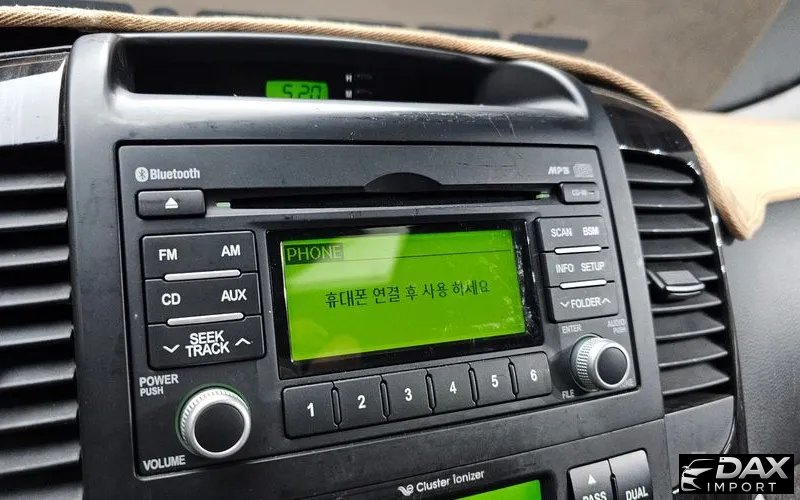 5:20
H
M
Bluetooth
MP3
CD-IN
FM AM
CD AUX
SEEK
TRACK
SCAN BSM
INFO SETUP
FOLDER
PHONE
휴대폰 연결 후 사용 하세요
ENTER
AUDIO
PUSH
FILE
POWER
PUSH
VOLUME
1 2 3 4 5 6
Cluster Ionizer
PASS DUAL
DAX
IMPORT